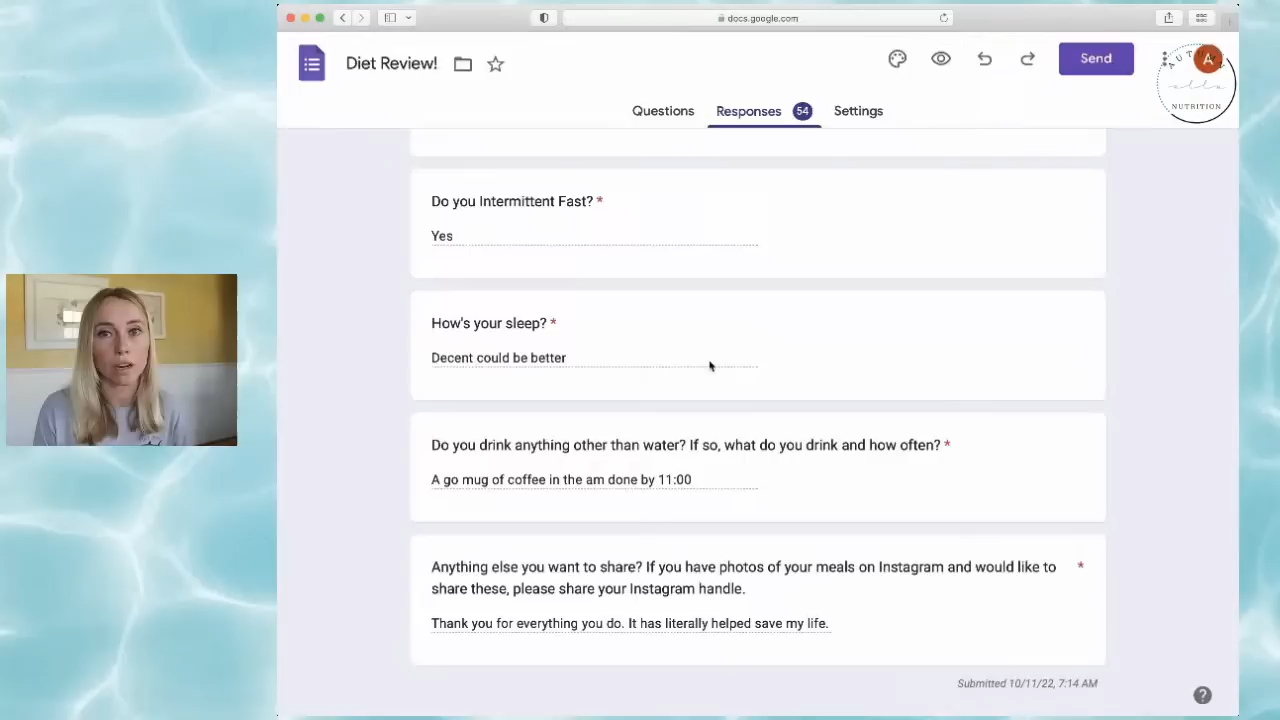 docs.google.com
Diet Review!
Send
A
AUTUMN
elle
NUTRITION
Questions
Responses 54
Settings
Do you Intermittent Fast? *
Yes
How's your sleep? *
Decent could be better
Do you drink anything other than water? If so, what do you drink and how often? *
A go mug of coffee in the am done by 11:00
Anything else you want to share? If you have photos of your meals on Instagram and would like to *
share these, please share your Instagram handle.
Thank you for everything you do. It has literally helped save my life.
Submitted 10/11/22, 7:14 AM